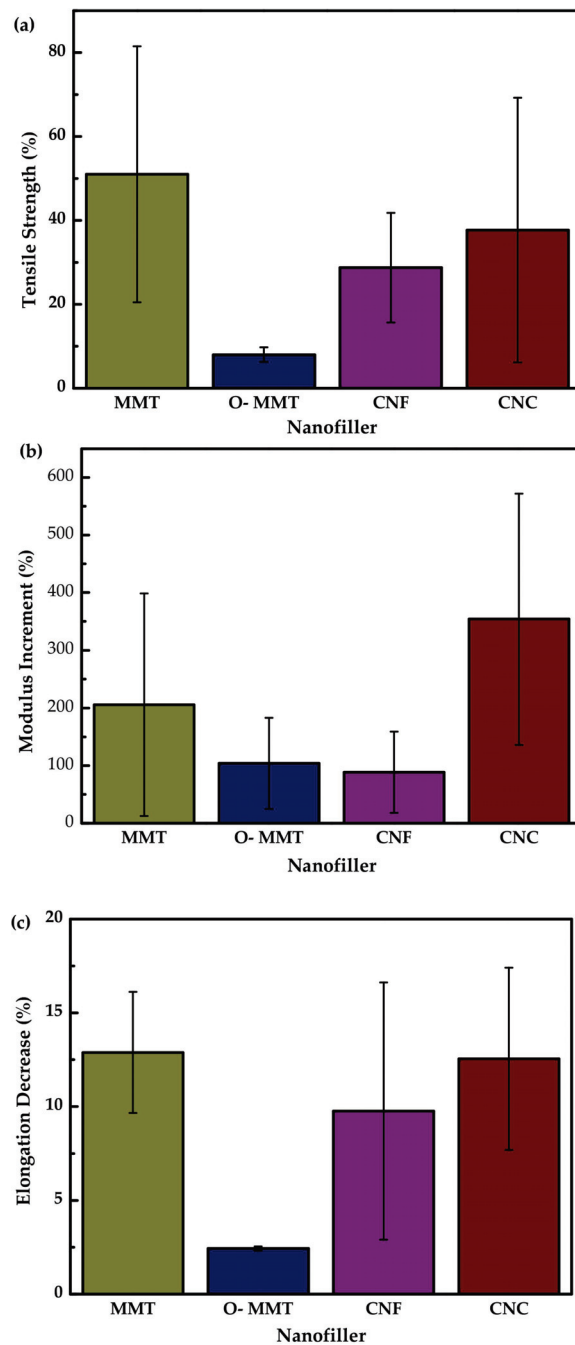 (a)
Tensile Strength (%)
80
60
40
20
0
MMT O- MMT CNF CNC
Nanofiller
(b)
Modulus Increment (%)
600
500
400
300
200
100
0
MMT O- MMT CNF CNC
Nanofiller
(c)
Elongation Decrease (%)
20
15
10
5
0
MMT O- MMT CNF CNC
Nanofiller